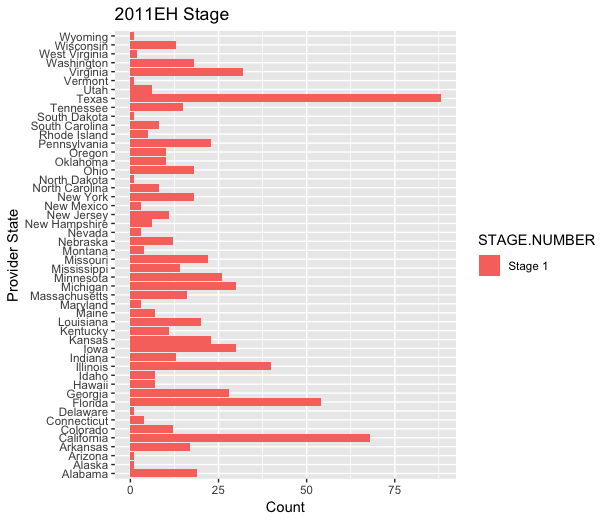 2011EH Stage
Wyoming
Wisconsin
West Virginia
Washington
Virginia
Vermont
Utah
Texas
Tennessee
South Dakota
South Carolina
Rhode Island
Pennsylvania
Oregon
Oklahoma
Ohio
North Dakota
North Carolina
New York
New Mexico
New Jersey
New Hampshire
Nevada
Nebraska
Montana
Missouri
Mississippi
Minnesota
Michigan
Massachusetts
Maryland
Maine
Louisiana
Kentucky
Kansas
Iowa
Indiana
Illinois
Idaho
Hawaii
Georgia
Florida
Delaware
Connecticut
Colorado
California
Arkansas
Arizona
Alaska
Alabama
Provider State
0 25 50 75
Count
STAGE.NUMBER
Stage 1